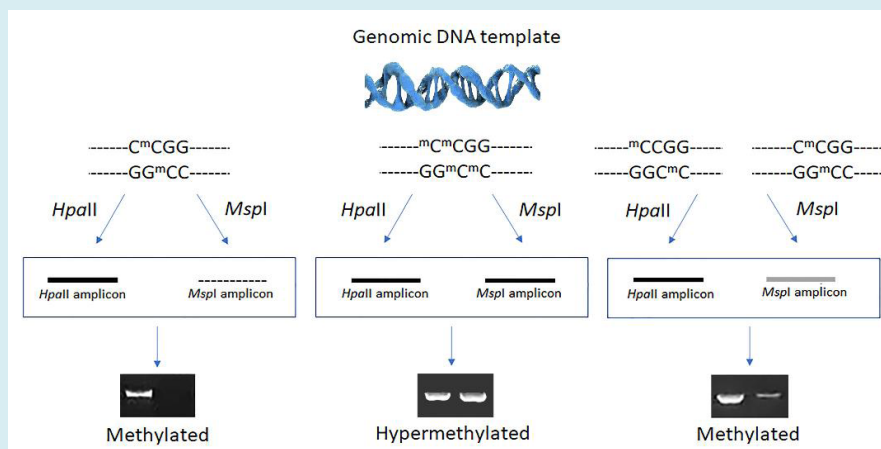 Genomic DNA template
------CᵐCGG------
------GGᵐCC------
------ᵐCᵐCGG------
------GGᵐCᵐC------
------ᵐCCGG------
------GGCᵐC------
------CᵐCGG------
------GGᵐCC------
HpaII
MspI
HpaII
MspI
HpaII
MspI
HpaII amplicon
MspI amplicon
HpaII amplicon
MspI amplicon
HpaII amplicon
MspI amplicon
Methylated
Hypermethylated
Methylated